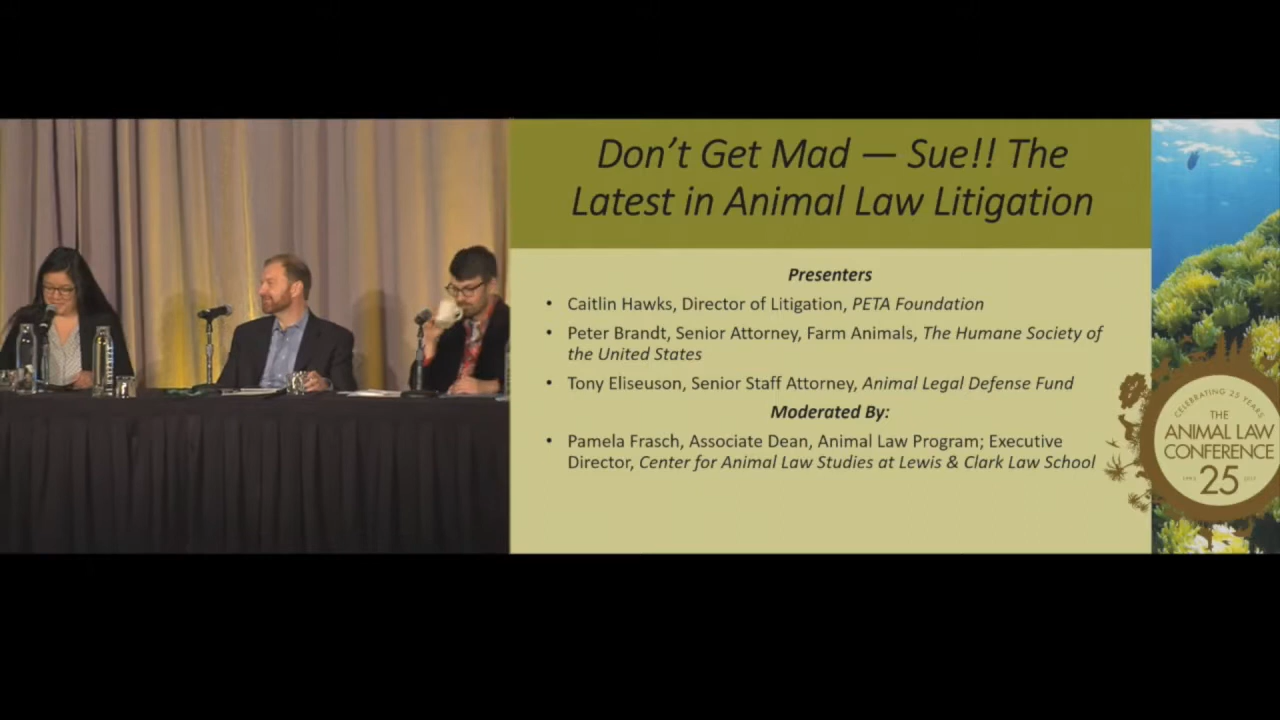 Don't Get Mad — Sue!! The
Latest in Animal Law Litigation
Presenters
• Caitlin Hawks, Director of Litigation, PETA Foundation
• Peter Brandt, Senior Attorney, Farm Animals, The Humane Society of
the United States
• Tony Eliseuson, Senior Staff Attorney, Animal Legal Defense Fund
Moderated By:
• Pamela Frasch, Associate Dean, Animal Law Program; Executive
Director, Center for Animal Law Studies at Lewis & Clark Law School
CELEBRATING 25 YEARS
THE
ANIMAL LAW
CONFERENCE
25